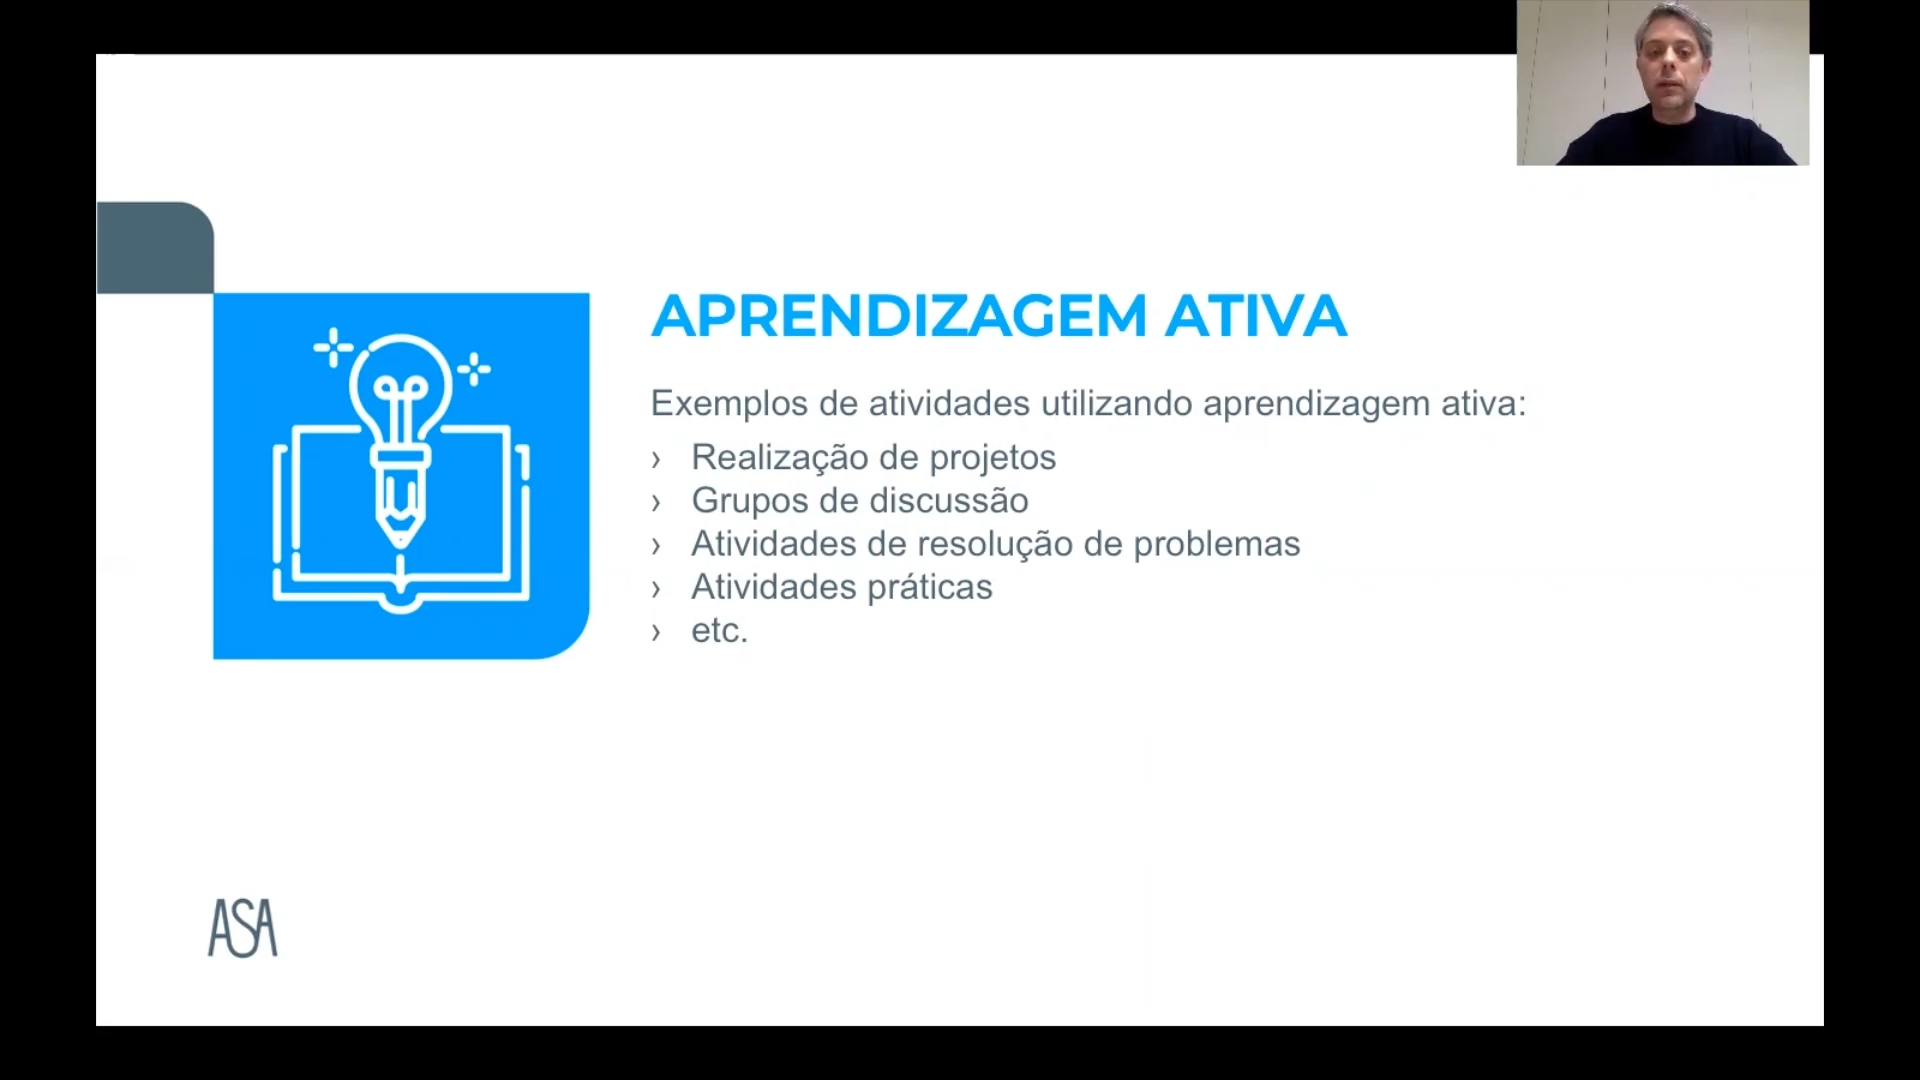 APRENDIZAGEM ATIVA
Exemplos de atividades utilizando aprendizagem ativa:
› Realização de projetos
› Grupos de discussão
› Atividades de resolução de problemas
› Atividades práticas
› etc.
ASA